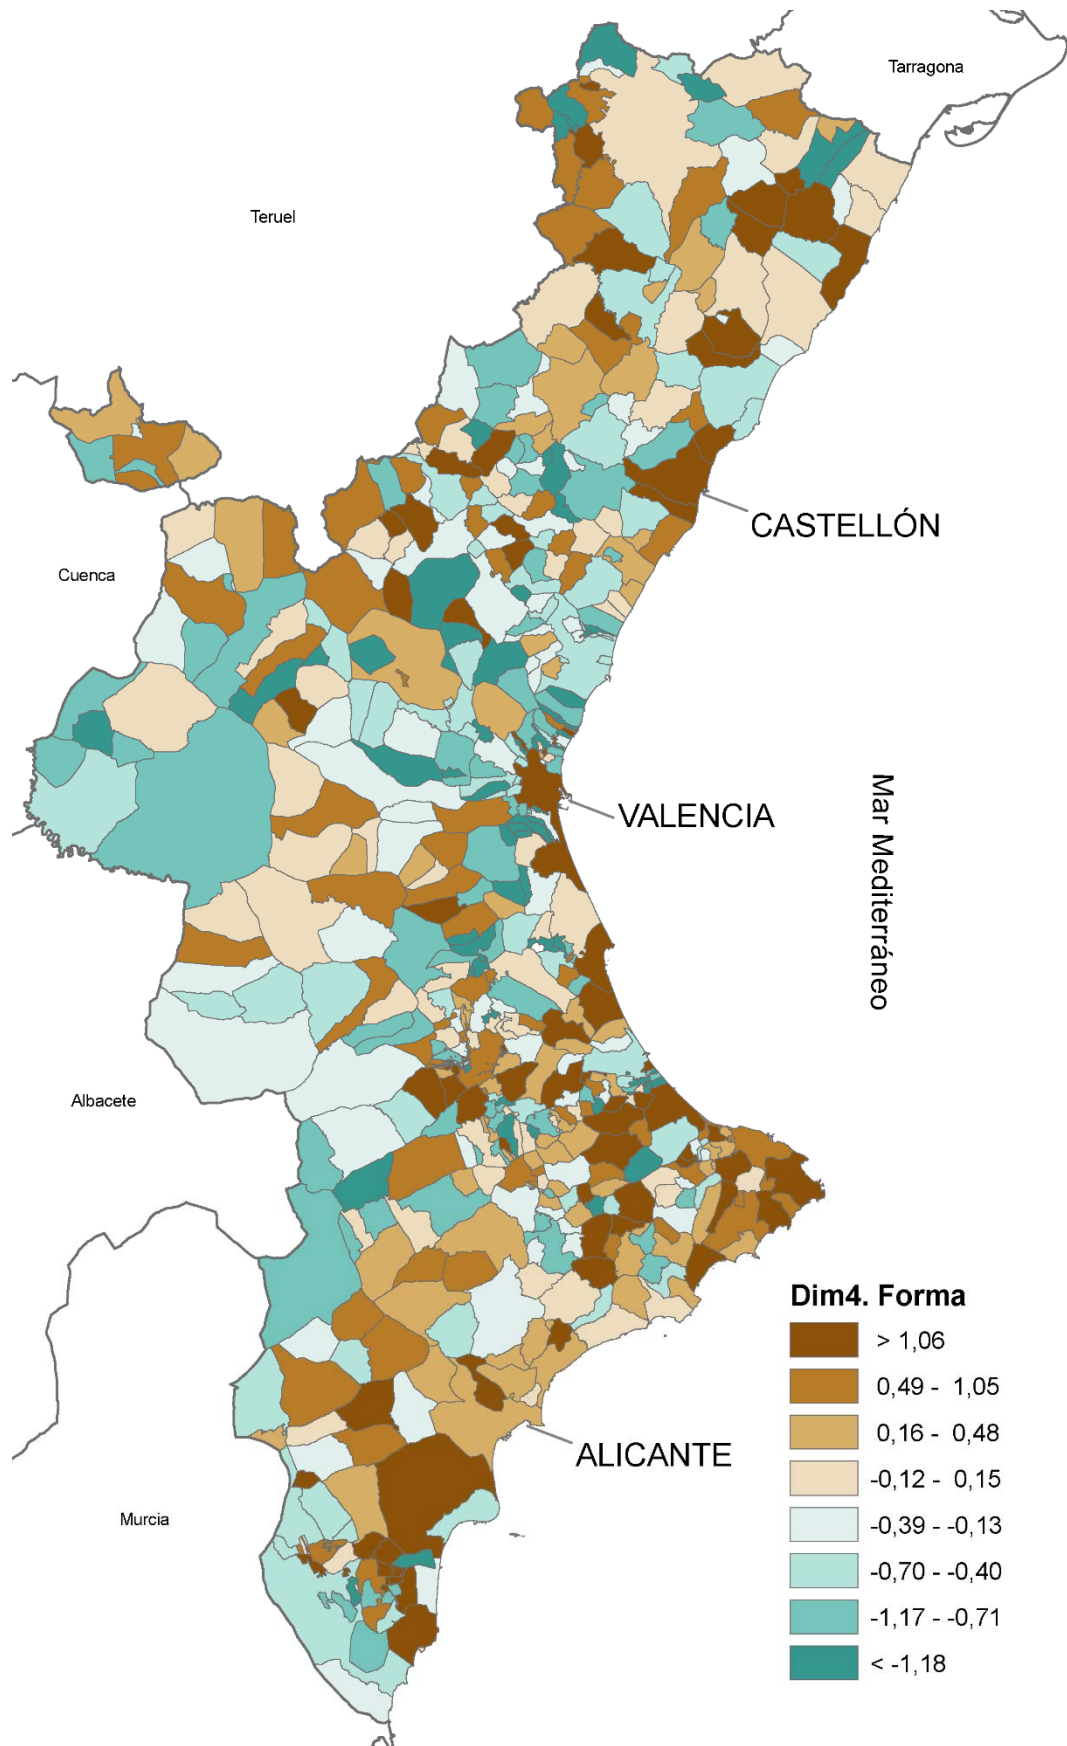 Tarragona
Teruel
CASTELLÓN
Cuenca
VALENCIA
Mar Mediterráneo
Albacete
Dim4. Forma
> 1,06
0,49 - 1,05
0,16 - 0,48
-0,12 - 0,15
-0,39 - -0,13
-0,70 - -0,40
-1,17 - -0,71
< -1,18
ALICANTE
Murcia